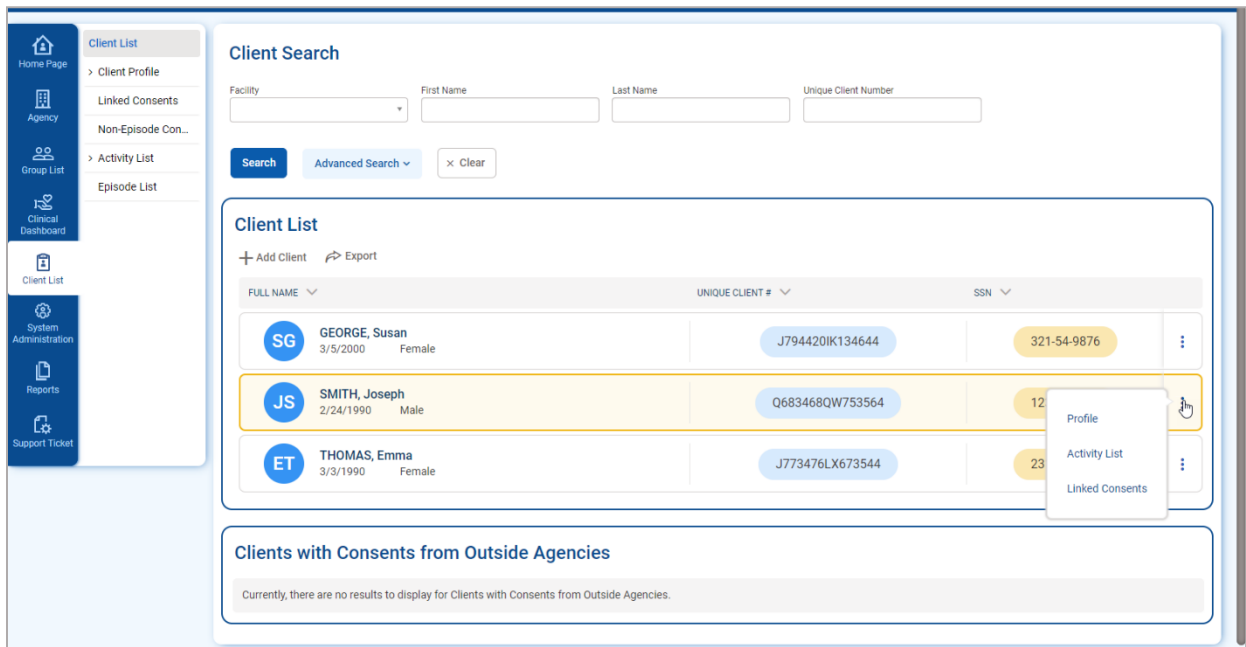 Home Page
Agency
Group List
Clinical
Dashboard
Client List
System
Administration
Reports
Support Ticket
Client List
> Client Profile
Linked Consents
Non-Episode Con...
> Activity List
Episode List
Client Search
Facility First Name Last Name Unique Client Number
Search Advanced Search × Clear
Client List
+ Add Client Export
FULL NAME UNIQUE CLIENT # SSN
SG GEORGE, Susan J794420IK134644 321-54-9876
3/5/2000 Female
JS SMITH, Joseph Q683468QW753564 12
2/24/1990 Male
ET THOMAS, Emma J773476LX673544 23
3/3/1990 Female
Profile
Activity List
Linked Consents
Clients with Consents from Outside Agencies
Currently, there are no results to display for Clients with Consents from Outside Agencies.